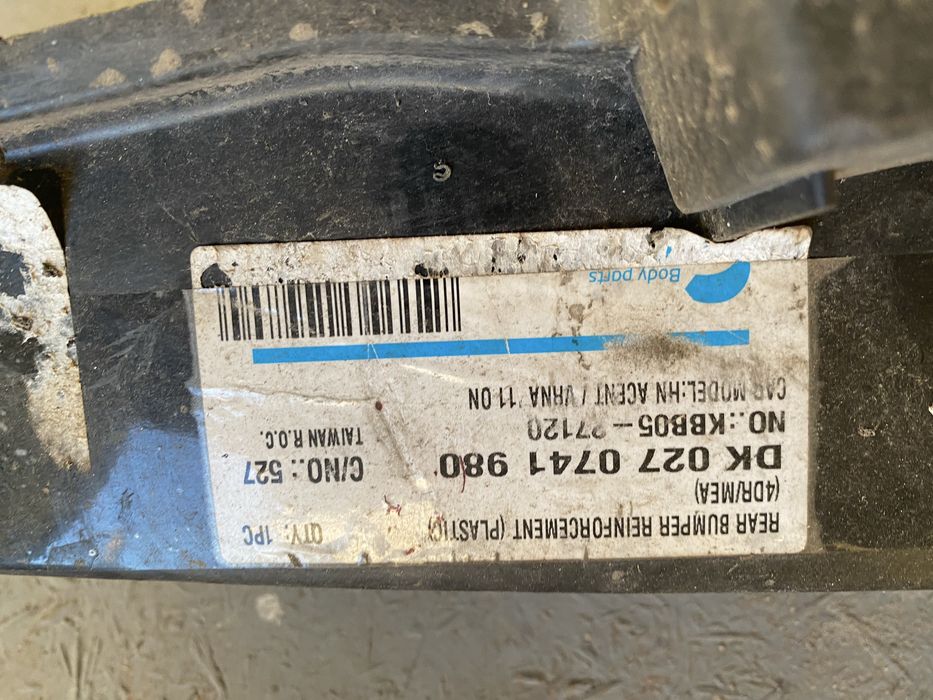 REAR BUMPER REINFORCEMENT (PLASTIC) QTY: 1PC
(4DR/MEA)
DK 027 0741 980 C/NO.: 527
NO.:KBB05-27120 TAIWAN R.O.C.
CAR MODEL:HN ACENT / VRNA '11 ON
Body parts